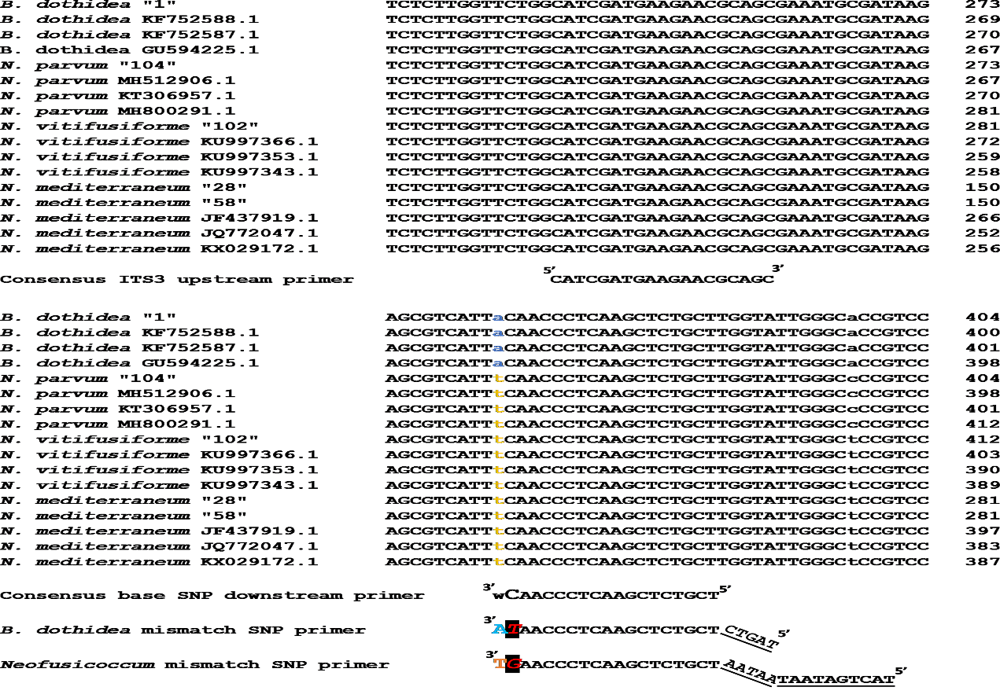 B. dothidea "1" TCTCTTGGTTCTGGCATCGATGAAGAACGCAGCGAAATGCGATAAG 273
B. dothidea KF752588.1 TCTCTTGGTTCTGGCATCGATGAAGAACGCAGCGAAATGCGATAAG 269
B. dothidea KF752587.1 TCTCTTGGTTCTGGCATCGATGAAGAACGCAGCGAAATGCGATAAG 270
B. dothidea GU594225.1 TCTCTTGGTTCTGGCATCGATGAAGAACGCAGCGAAATGCGATAAG 267
N. parvum "104" TCTCTTGGTTCTGGCATCGATGAAGAACGCAGCGAAATGCGATAAG 273
N. parvum MH512906.1 TCTCTTGGTTCTGGCATCGATGAAGAACGCAGCGAAATGCGATAAG 267
N. parvum KT306957.1 TCTCTTGGTTCTGGCATCGATGAAGAACGCAGCGAAATGCGATAAG 270
N. parvum MH800291.1 TCTCTTGGTTCTGGCATCGATGAAGAACGCAGCGAAATGCGATAAG 281
N. vitifusiforme "102" TCTCTTGGTTCTGGCATCGATGAAGAACGCAGCGAAATGCGATAAG 281
N. vitifusiforme KU997366.1 TCTCTTGGTTCTGGCATCGATGAAGAACGCAGCGAAATGCGATAAG 272
N. vitifusiforme KU997353.1 TCTCTTGGTTCTGGCATCGATGAAGAACGCAGCGAAATGCGATAAG 259
N. vitifusiforme KU997343.1 TCTCTTGGTTCTGGCATCGATGAAGAACGCAGCGAAATGCGATAAG 258
N. mediterraneum "28" TCTCTTGGTTCTGGCATCGATGAAGAACGCAGCGAAATGCGATAAG 150
N. mediterraneum "58" TCTCTTGGTTCTGGCATCGATGAAGAACGCAGCGAAATGCGATAAG 150
N. mediterraneum JF437919.1 TCTCTTGGTTCTGGCATCGATGAAGAACGCAGCGAAATGCGATAAG 266
N. mediterraneum JQ772047.1 TCTCTTGGTTCTGGCATCGATGAAGAACGCAGCGAAATGCGATAAG 252
N. mediterraneum KX029172.1 TCTCTTGGTTCTGGCATCGATGAAGAACGCAGCGAAATGCGATAAG 256
Consensus ITS3 upstream primer 5’CATCGATGAAGAACGCAGC3’
B. dothidea "1" AGCGTCATTaCAACCCTCAAGCTCTGCTTGGTATTGGGCaCCGTCC 404
B. dothidea KF752588.1 AGCGTCATTaCAACCCTCAAGCTCTGCTTGGTATTGGGCaCCGTCC 400
B. dothidea KF752587.1 AGCGTCATTaCAACCCTCAAGCTCTGCTTGGTATTGGGCaCCGTCC 401
B. dothidea GU594225.1 AGCGTCATTaCAACCCTCAAGCTCTGCTTGGTATTGGGCaCCGTCC 398
N. parvum "104" AGCGTCATTtCAACCCTCAAGCTCTGCTTGGTATTGGGCcCCGTCC 404
N. parvum MH512906.1 AGCGTCATTtCAACCCTCAAGCTCTGCTTGGTATTGGGCcCCGTCC 398
N. parvum KT306957.1 AGCGTCATTtCAACCCTCAAGCTCTGCTTGGTATTGGGCcCCGTCC 401
N. parvum MH800291.1 AGCGTCATTtCAACCCTCAAGCTCTGCTTGGTATTGGGCcCCGTCC 412
N. vitifusiforme "102" AGCGTCATTtCAACCCTCAAGCTCTGCTTGGTATTGGGCtCCGTCC 412
N. vitifusiforme KU997366.1 AGCGTCATTtCAACCCTCAAGCTCTGCTTGGTATTGGGCtCCGTCC 403
N. vitifusiforme KU997353.1 AGCGTCATTtCAACCCTCAAGCTCTGCTTGGTATTGGGCtCCGTCC 390
N. vitifusiforme KU997343.1 AGCGTCATTtCAACCCTCAAGCTCTGCTTGGTATTGGGCtCCGTCC 389
N. mediterraneum "28" AGCGTCATTtCAACCCTCAAGCTCTGCTTGGTATTGGGCtCCGTCC 281
N. mediterraneum "58" AGCGTCATTtCAACCCTCAAGCTCTGCTTGGTATTGGGCtCCGTCC 281
N. mediterraneum JF437919.1 AGCGTCATTtCAACCCTCAAGCTCTGCTTGGTATTGGGCtCCGTCC 397
N. mediterraneum JQ772047.1 AGCGTCATTtCAACCCTCAAGCTCTGCTTGGTATTGGGCtCCGTCC 383
N. mediterraneum KX029172.1 AGCGTCATTtCAACCCTCAAGCTCTGCTTGGTATTGGGCtCCGTCC 387
Consensus base SNP downstream primer 3’wCAACCCTCAAGCTCTGCT5’
B. dothidea mismatch SNP primer 3’ATAACCCTCAAGCTCTGCTCTGAT5’
Neofusicoccum mismatch SNP primer 3’TGAACCCTCAAGCTCTGCTAATAATAATAGTCAT5’